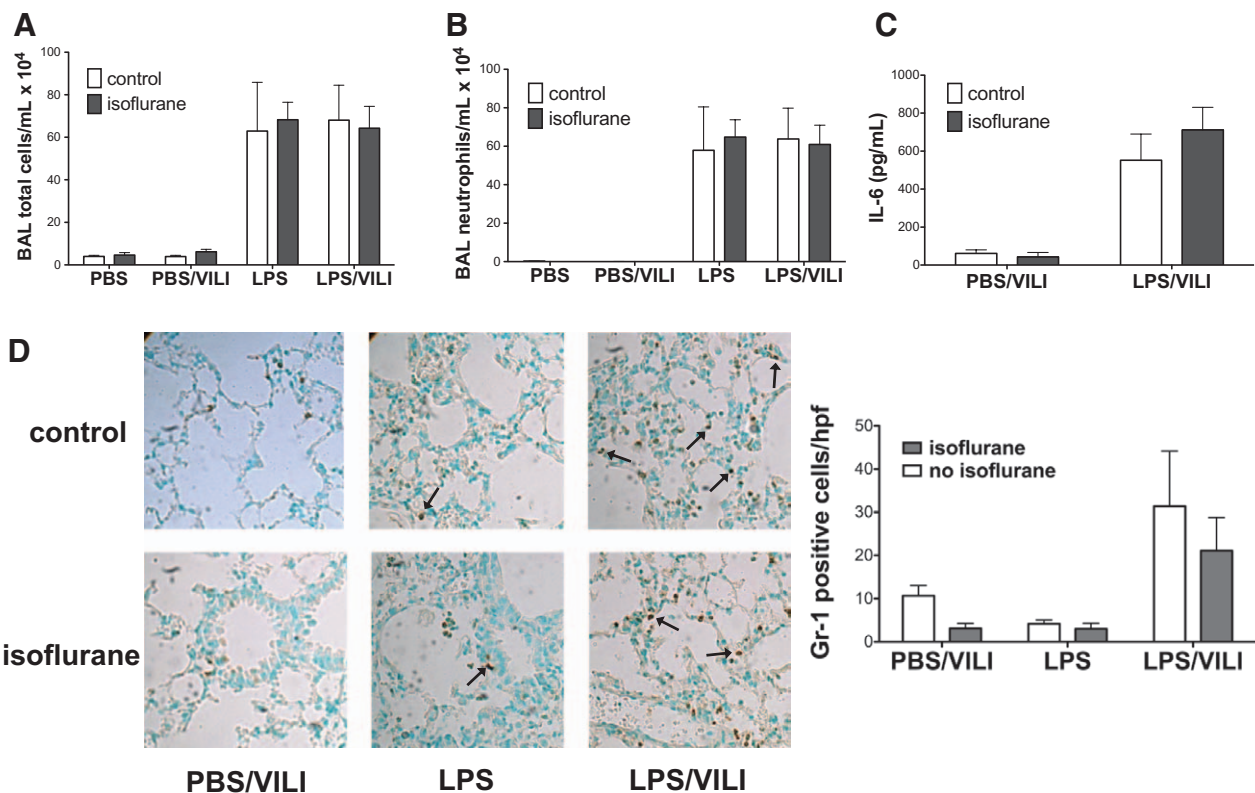 A
BAL total cells/mL x 10⁴
100
80
60
40
20
0
control
isoflurane
PBS
PBS/VILI
LPS
LPS/VILI
B
BAL neutrophils/mL x 10⁴
100
80
60
40
20
0
control
isoflurane
PBS
PBS/VILI
LPS
LPS/VILI
C
IL-6 (pg/mL)
1000
800
600
400
200
0
control
isoflurane
PBS/VILI
LPS/VILI
D
control
isoflurane
PBS/VILI
LPS
LPS/VILI
Gr-1 positive cells/hpf
50
40
30
20
10
0
isoflurane
no isoflurane
PBS/VILI
LPS
LPS/VILI